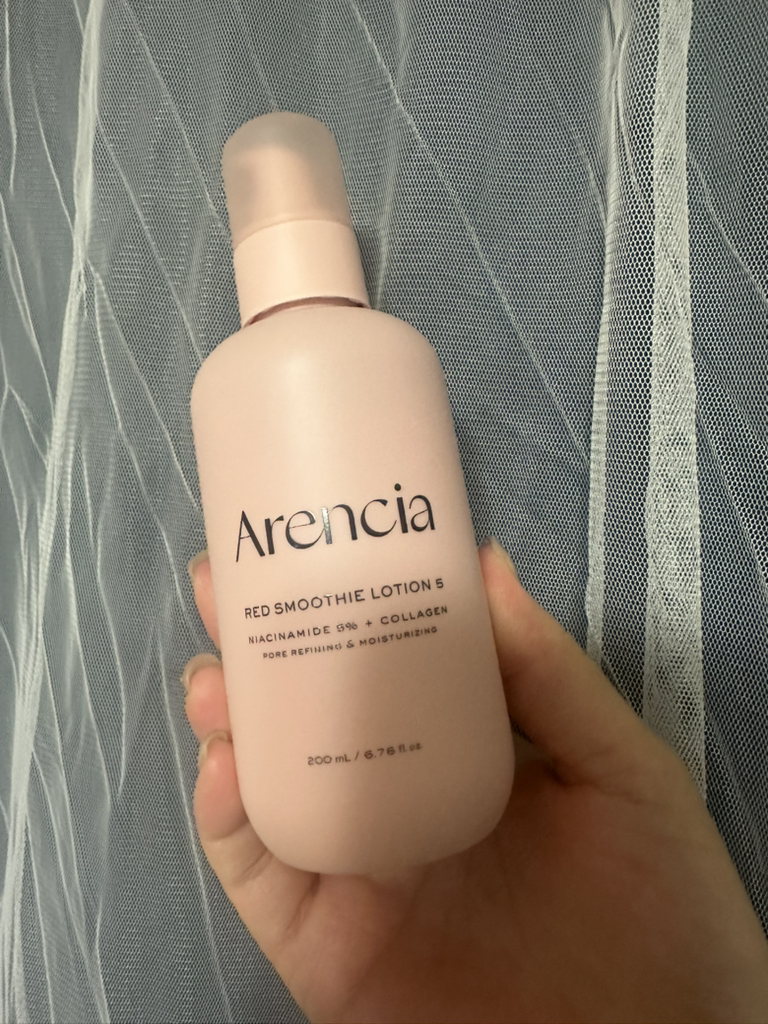 Arencia
RED SMOOTHIE LOTION 5
NIACINAMIDE 5% + COLLAGEN
PORE REFINING & MOISTURIZING
200 mL / 6.76 fl.oz